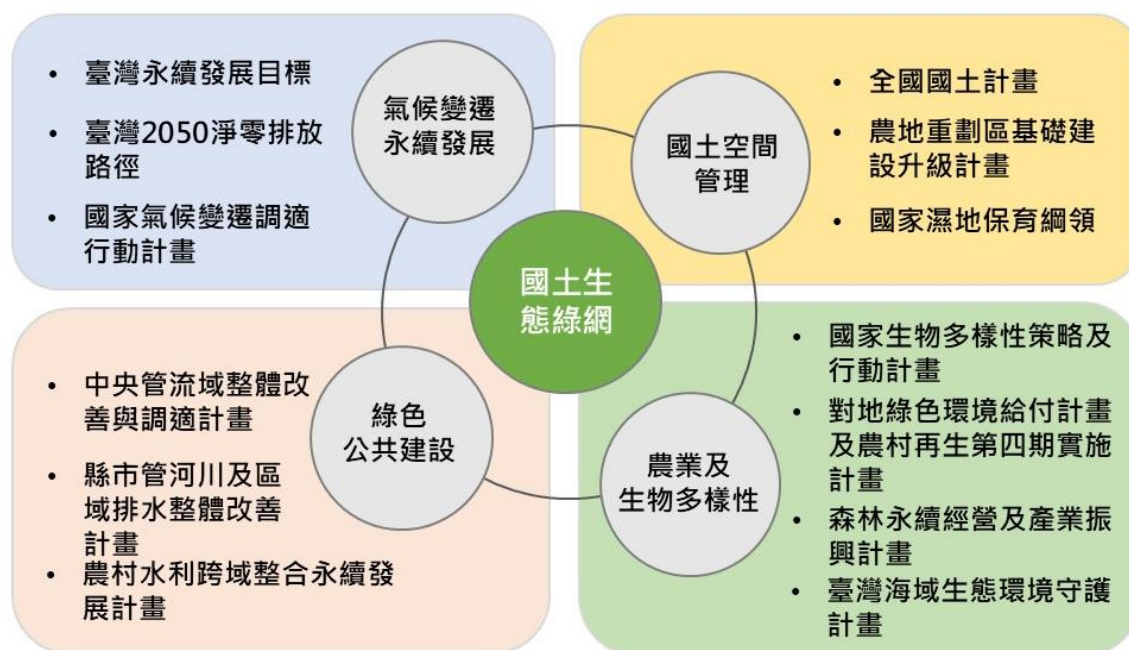 • 臺灣永續發展目標
• 臺灣2050淨零排放
路徑
• 國家氣候變遷調適
行動計畫
氣候變遷
永續發展
國土空間
管理
• 全國國土計畫
• 農地重劃區基礎建
設升級計畫
• 國家濕地保育綱領
國土生
態綠網
• 中央管流域整體改
善與調適計畫
• 縣市管河川及區
域排水整體改善
計畫
• 農村水利跨域整合永續發
展計畫
綠色
公共建設
農業及
生物多樣性
• 國家生物多樣性策略及
行動計畫
• 對地綠色環境給付計畫
及農村再生第四期實施
計畫
• 森林永續經營及產業振
興計畫
• 臺灣海域生態環境守護
計畫